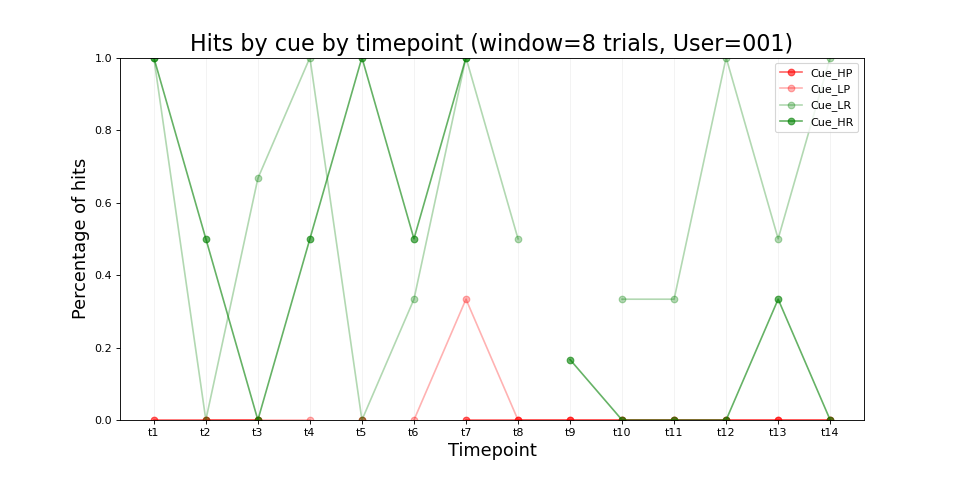 Hits by cue by timepoint (window=8 trials, User=001)
Percentage of hits
1.0
0.8
0.6
0.4
0.2
0.0
Cue_HP
Cue_LP
Cue_LR
Cue_HR
t1 t2 t3 t4 t5 t6 t7 t8 t9 t10 t11 t12 t13 t14
Timepoint